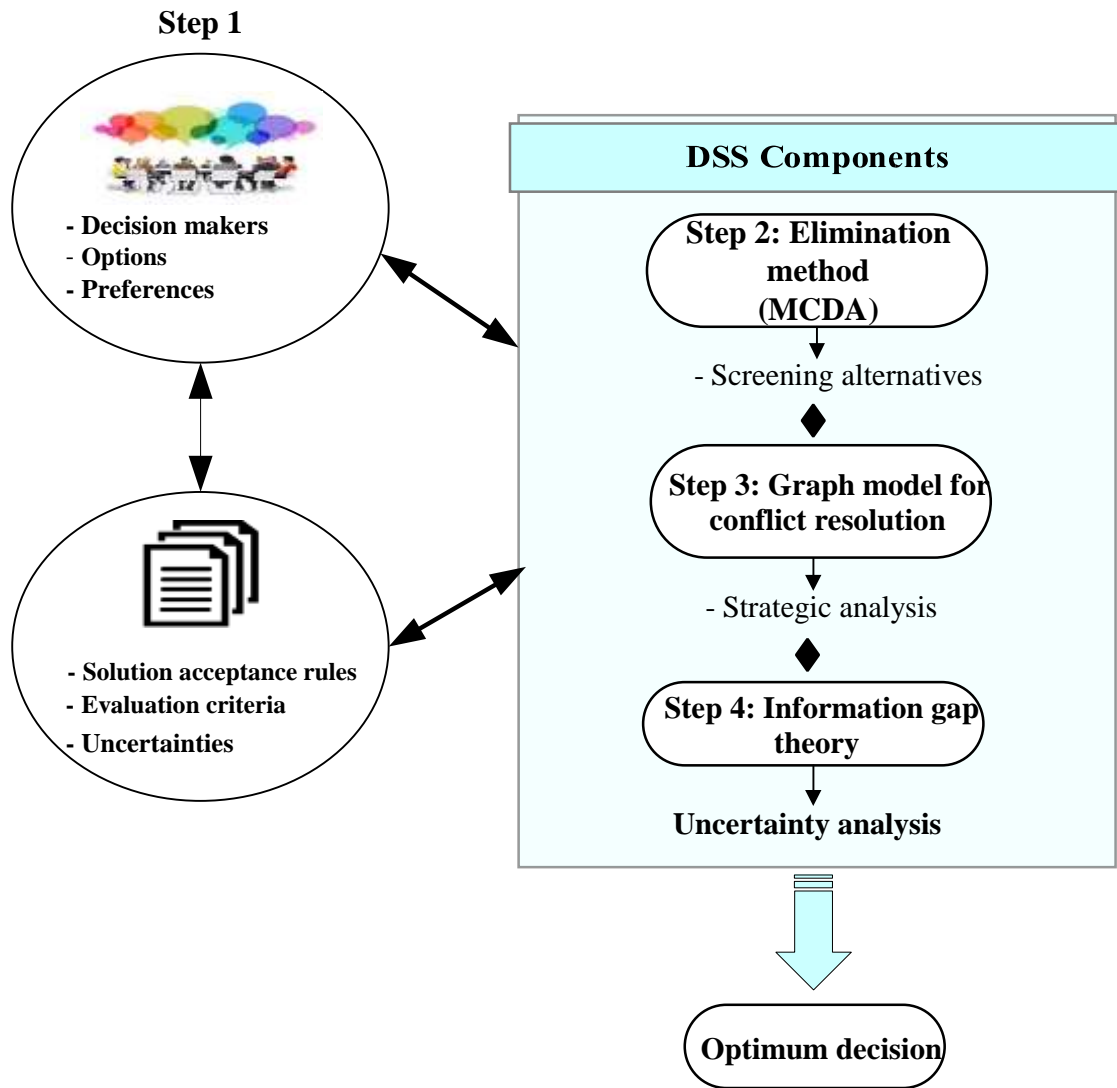 Step 1
- Decision makers
- Options
- Preferences
- Solution acceptance rules
- Evaluation criteria
- Uncertainties
DSS Components
Step 2: Elimination
method
(MCDA)
- Screening alternatives
Step 3: Graph model for
conflict resolution
- Strategic analysis
Step 4: Information gap
theory
Uncertainty analysis
Optimum decision